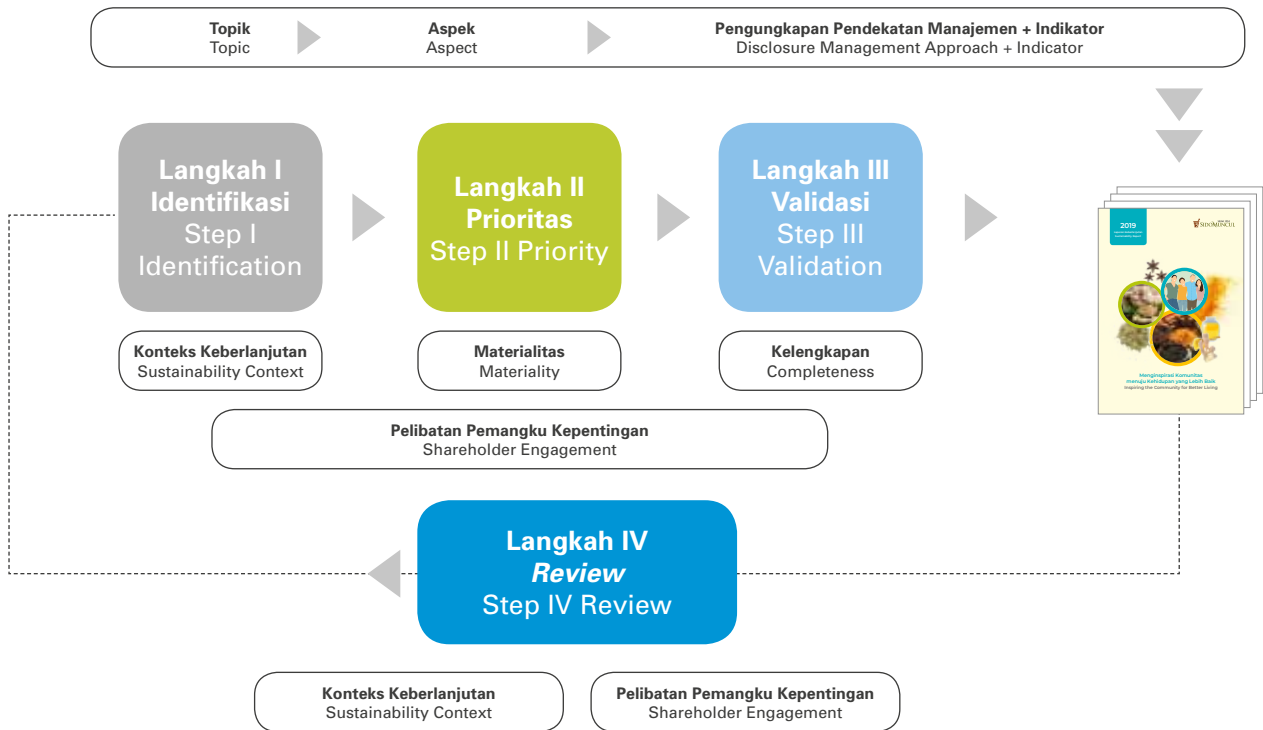 Topik
Topic
Aspek
Aspect
Pengungkapan Pendekatan Manajemen + Indikator
Disclosure Management Approach + Indicator
Langkah I
Identifikasi
Step I
Identification
Langkah II
Prioritas
Step II Priority
Langkah III
Validasi
Step III
Validation
2019
Sustainability Report
SIDOMUNCUL
Menginspirasi Komunitas
menuju Kehidupan yang Lebih Baik
Inspiring the Community for Better Living
Konteks Keberlanjutan
Sustainability Context
Materialitas
Materiality
Kelengkapan
Completeness
Pelibatan Pemangku Kepentingan
Shareholder Engagement
Langkah IV
Review
Step IV Review
Konteks Keberlanjutan
Sustainability Context
Pelibatan Pemangku Kepentingan
Shareholder Engagement